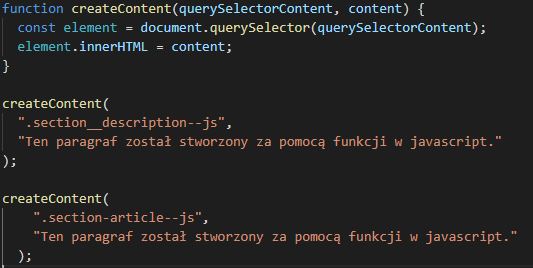 function createContent(querySelectorContent, content) {
  const element = document.querySelector(querySelectorContent);
  element.innerHTML = content;
}

createContent(
  ".section__description--js",
  "Ten paragraf został stworzony za pomocą funkcji w javascript."
);

createContent(
    ".section-article--js",
    "Ten paragraf został stworzony za pomocą funkcji w javascript."
  );